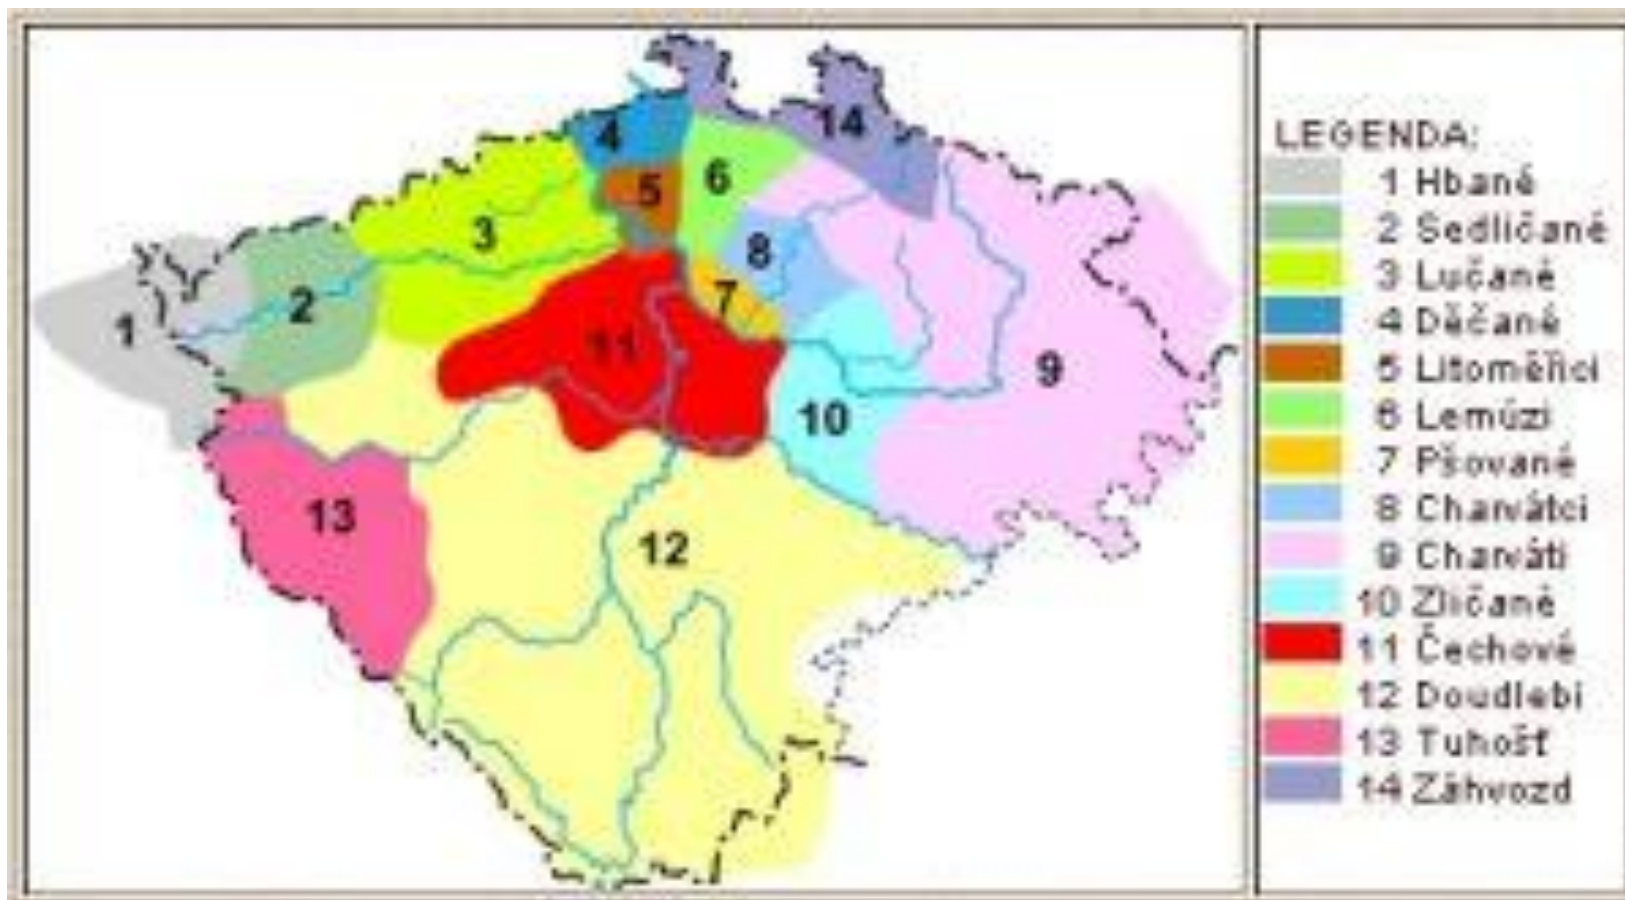 4
14
5
6
3
8
2
7
1
11
9
10
13
12
LEGENDA:
1 Hbané
2 Sedličané
3 Lučané
4 Děčané
5 Litoměřici
6 Lemúzi
7 Pšované
8 Charvátci
9 Charváti
10 Zličané
11 Čechové
12 Doudlebi
13 Tuhošť
14 Záhvozd